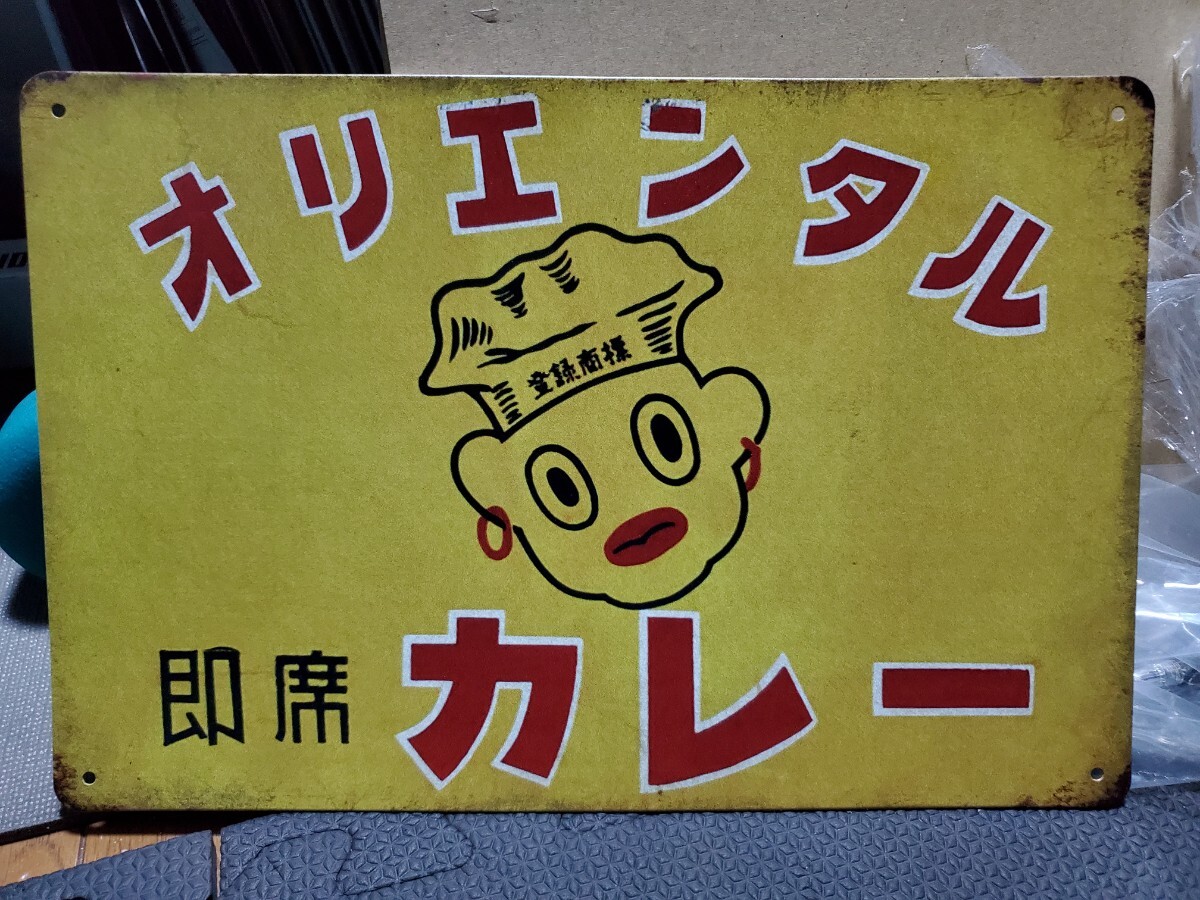 オリエンタル
登録商標
即席カレー